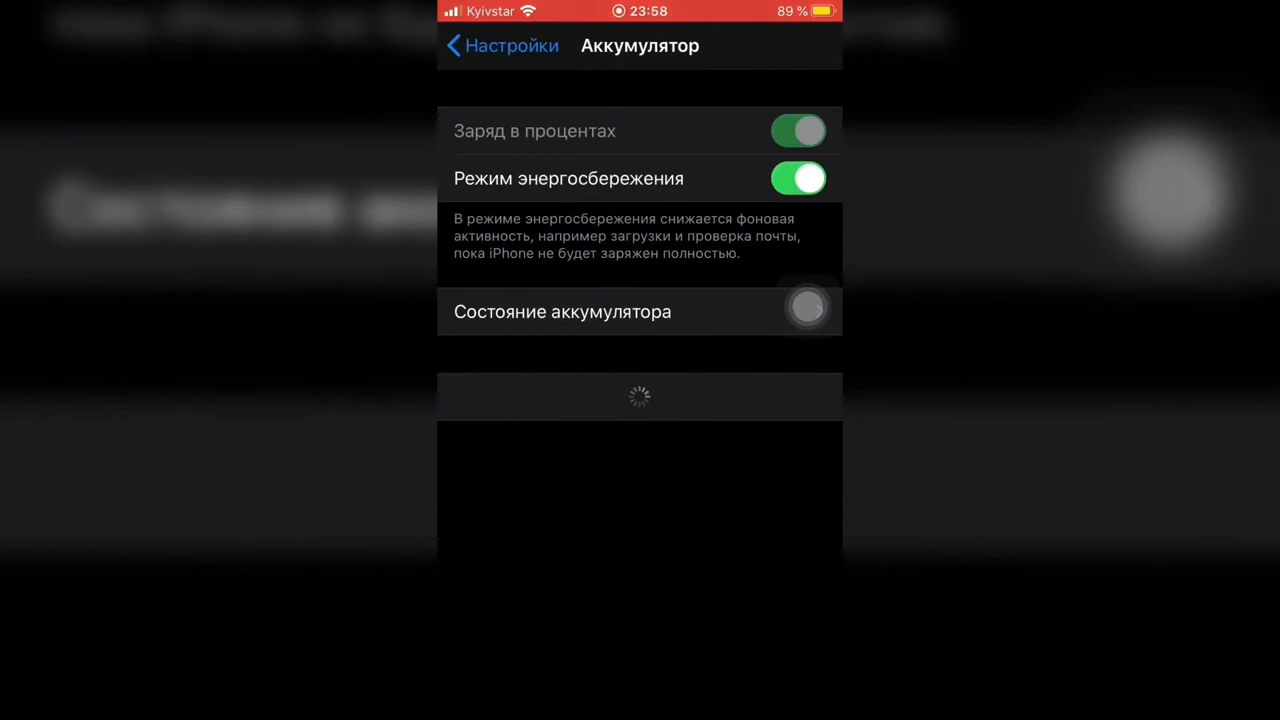 Kyivstar 23:58 89 %
Настройки Аккумулятор
Заряд в процентах
Режим энергосбережения
В режиме энергосбережения снижается фоновая
активность, например загрузки и проверка почты,
пока iPhone не будет заряжен полностью.
Состояние аккумулятора